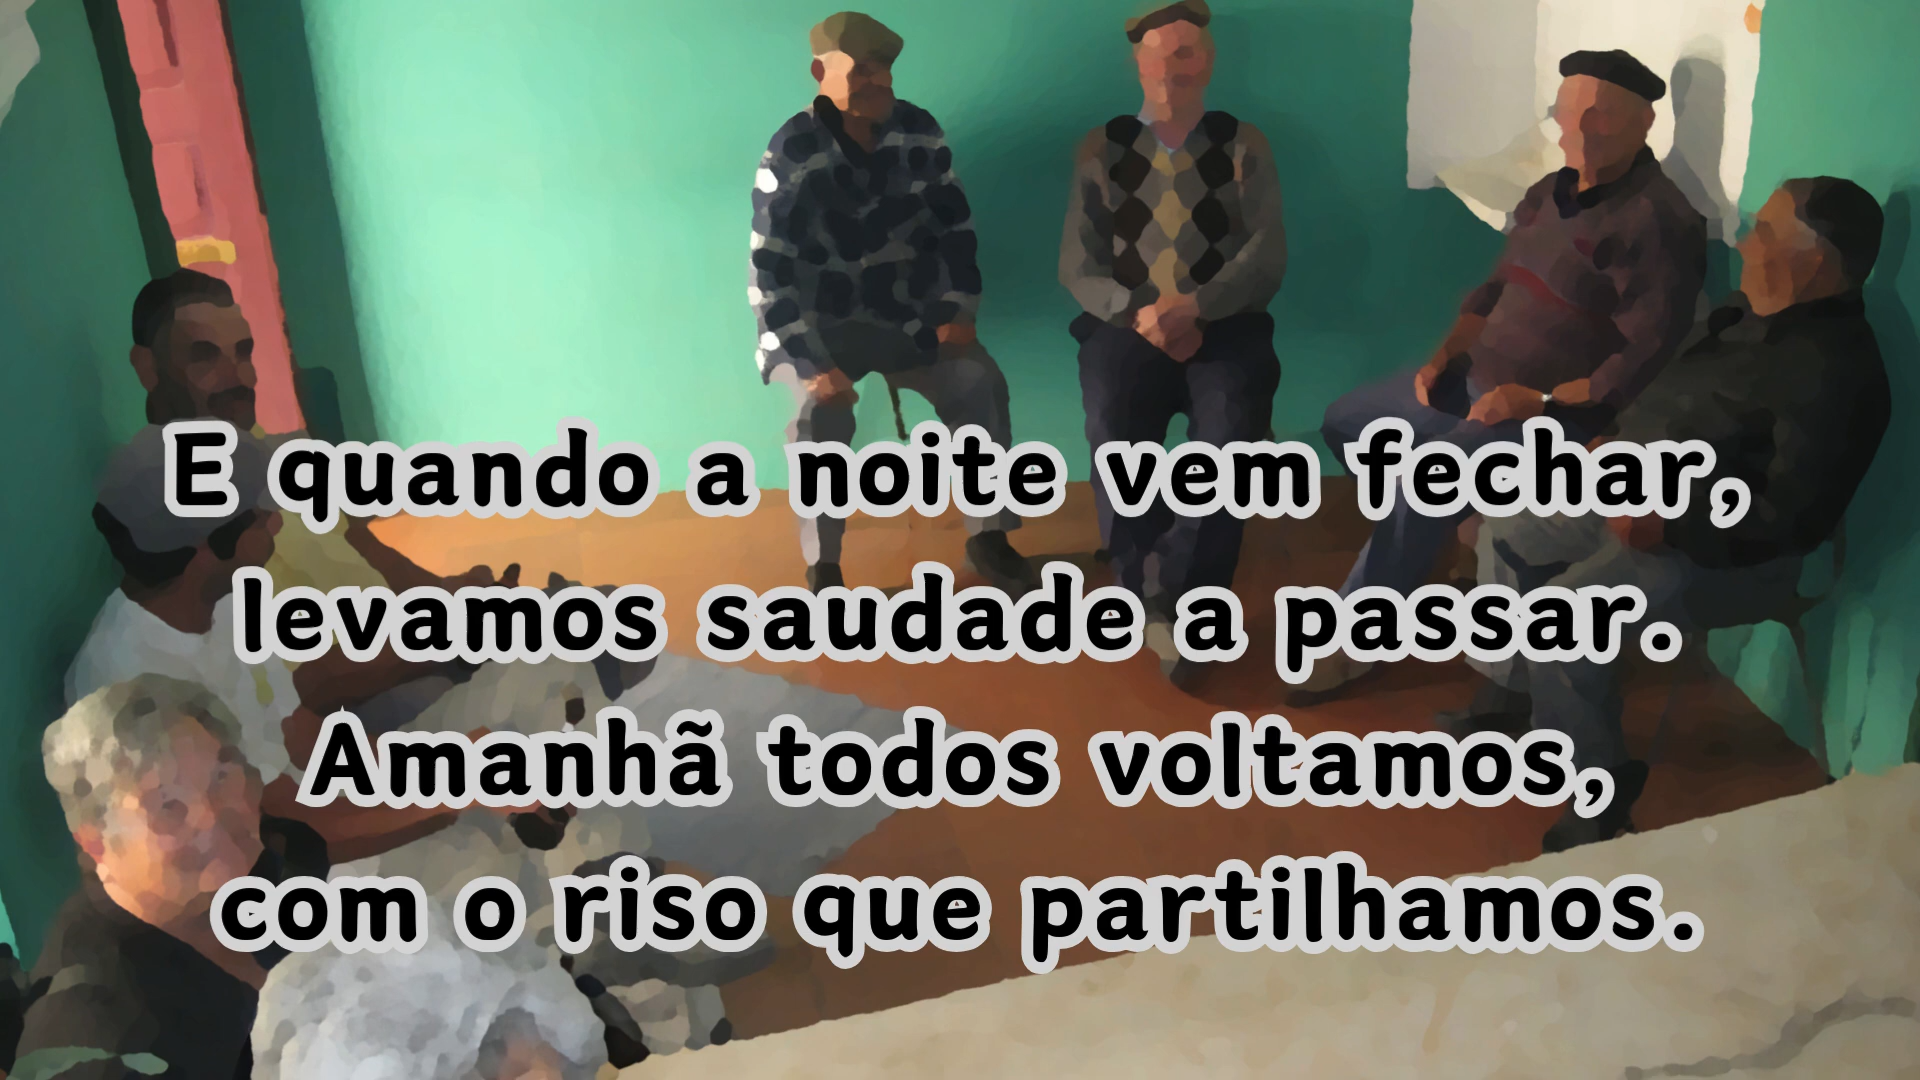 E quando a noite vem fechar,
levamos saudade a passar.
Amanhã todos voltamos,
com o riso que partilhamos.